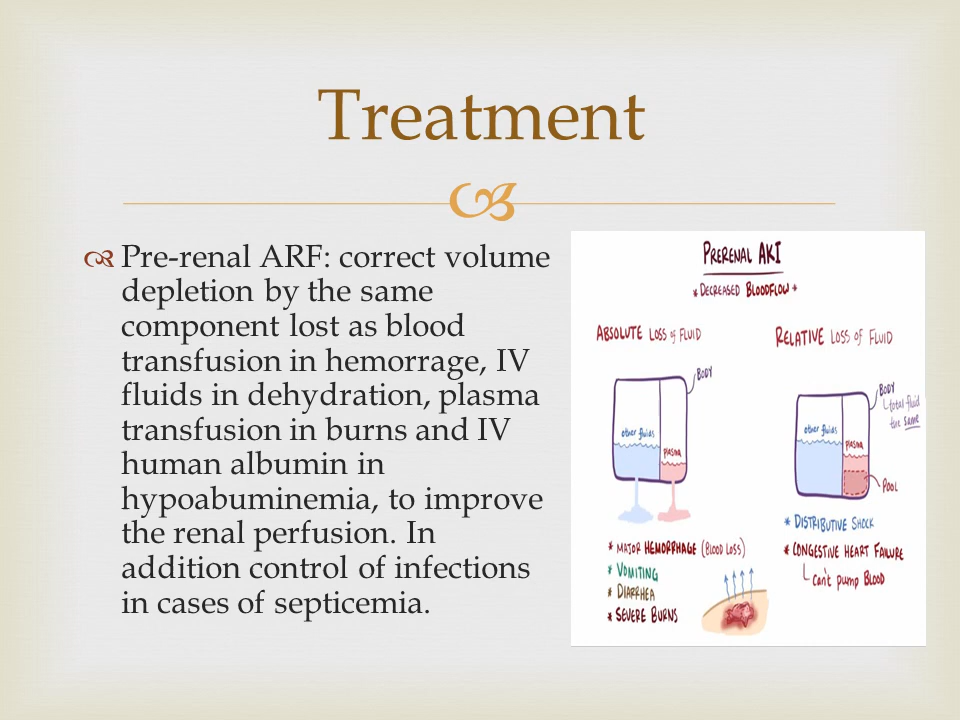 Treatment
Pre-renal ARF: correct volume
depletion by the same
component lost as blood
transfusion in hemorrage, IV
fluids in dehydration, plasma
transfusion in burns and IV
human albumin in
hypoabuminemia, to improve
the renal perfusion. In
addition control of infections
in cases of septicemia.
PRERENAL AKI
* DECREASED BLOODFLOW *
ABSOLUTE LOSS of FLUID
BODY
other fluids
plasma
* MAJOR HEMORRHAGE (BLOOD LOSS)
* VOMITING
* DIARRHEA
* SEVERE BURNS
RELATIVE LOSS OF FLUID
BODY
total fluid
the same
other fluids
plasma
POOL
* DISTRIBUTIVE SHOCK
* CONGESTIVE HEART FAILURE
CAN'T PUMP BLOOD